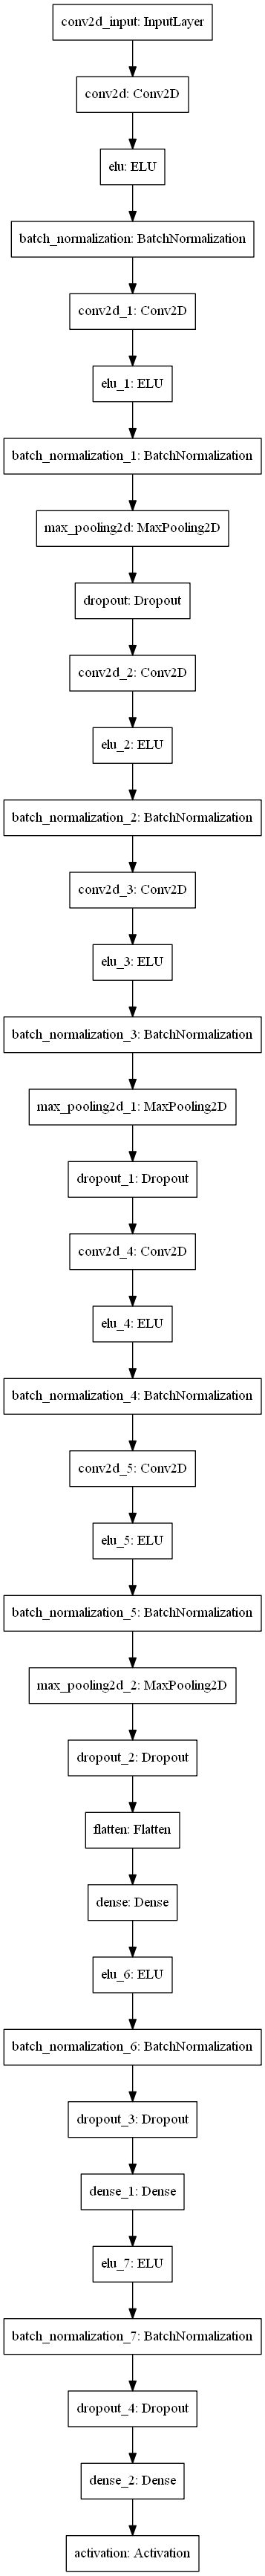 conv2d_input: InputLayer
conv2d: Conv2D
elu: ELU
batch_normalization: BatchNormalization
conv2d_1: Conv2D
elu_1: ELU
batch_normalization_1: BatchNormalization
max_pooling2d: MaxPooling2D
dropout: Dropout
conv2d_2: Conv2D
elu_2: ELU
batch_normalization_2: BatchNormalization
conv2d_3: Conv2D
elu_3: ELU
batch_normalization_3: BatchNormalization
max_pooling2d_1: MaxPooling2D
dropout_1: Dropout
conv2d_4: Conv2D
elu_4: ELU
batch_normalization_4: BatchNormalization
conv2d_5: Conv2D
elu_5: ELU
batch_normalization_5: BatchNormalization
max_pooling2d_2: MaxPooling2D
dropout_2: Dropout
flatten: Flatten
dense: Dense
elu_6: ELU
batch_normalization_6: BatchNormalization
dropout_3: Dropout
dense_1: Dense
elu_7: ELU
batch_normalization_7: BatchNormalization
dropout_4: Dropout
dense_2: Dense
activation: Activation